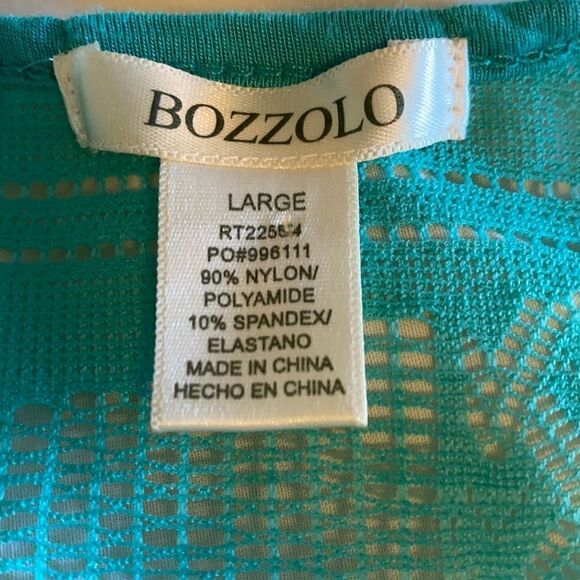 BOZZOLO
LARGE
PO#996111
90% NYLON/
POLYAMIDE
10% SPANDEX/
ELASTANO
MADE IN CHINA
HECHO EN CHINA